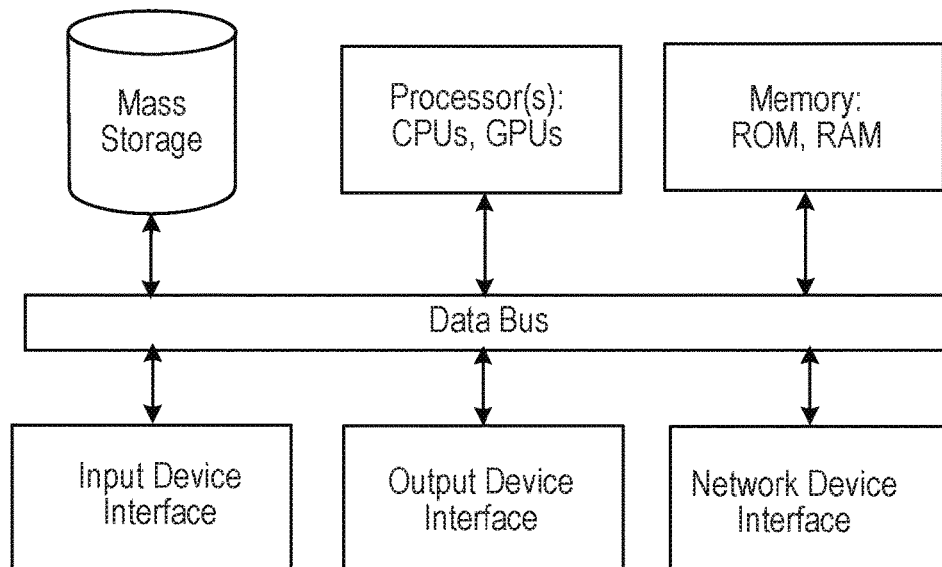 Mass
Storage
Processor(s):
CPUs, GPUs
Memory:
ROM, RAM
Data Bus
Input Device
Interface
Output Device
Interface
Network Device
Interface